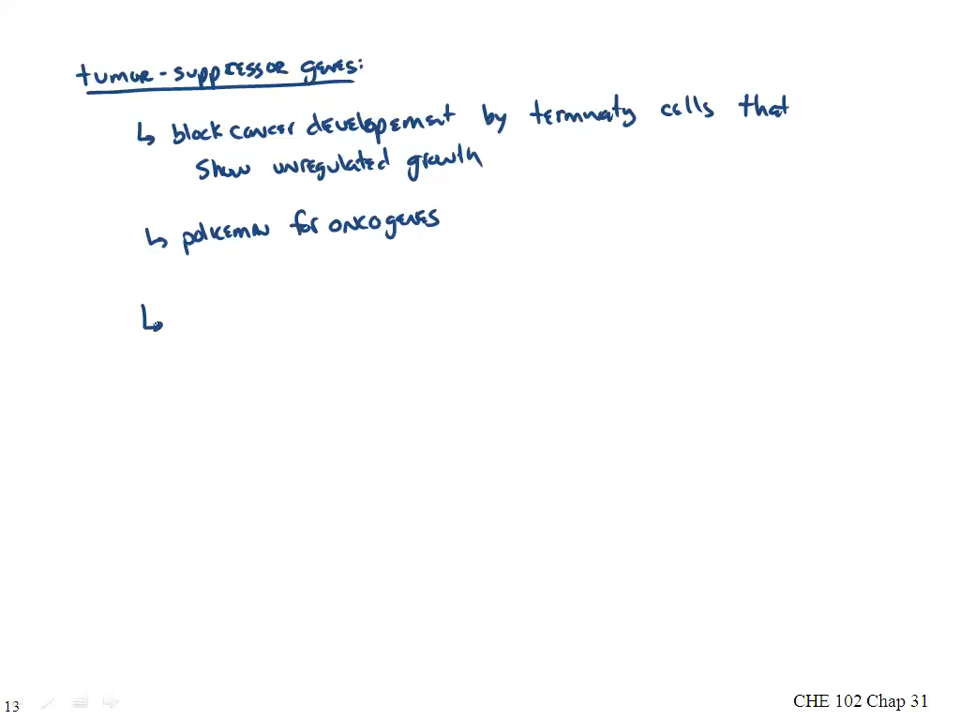 tumor-suppressor genes:
↳ block cancer developement by terminaty cells that
show unregulated growth
↳ policeman for oncogenes
↳
13
CHE 102 Chap 31